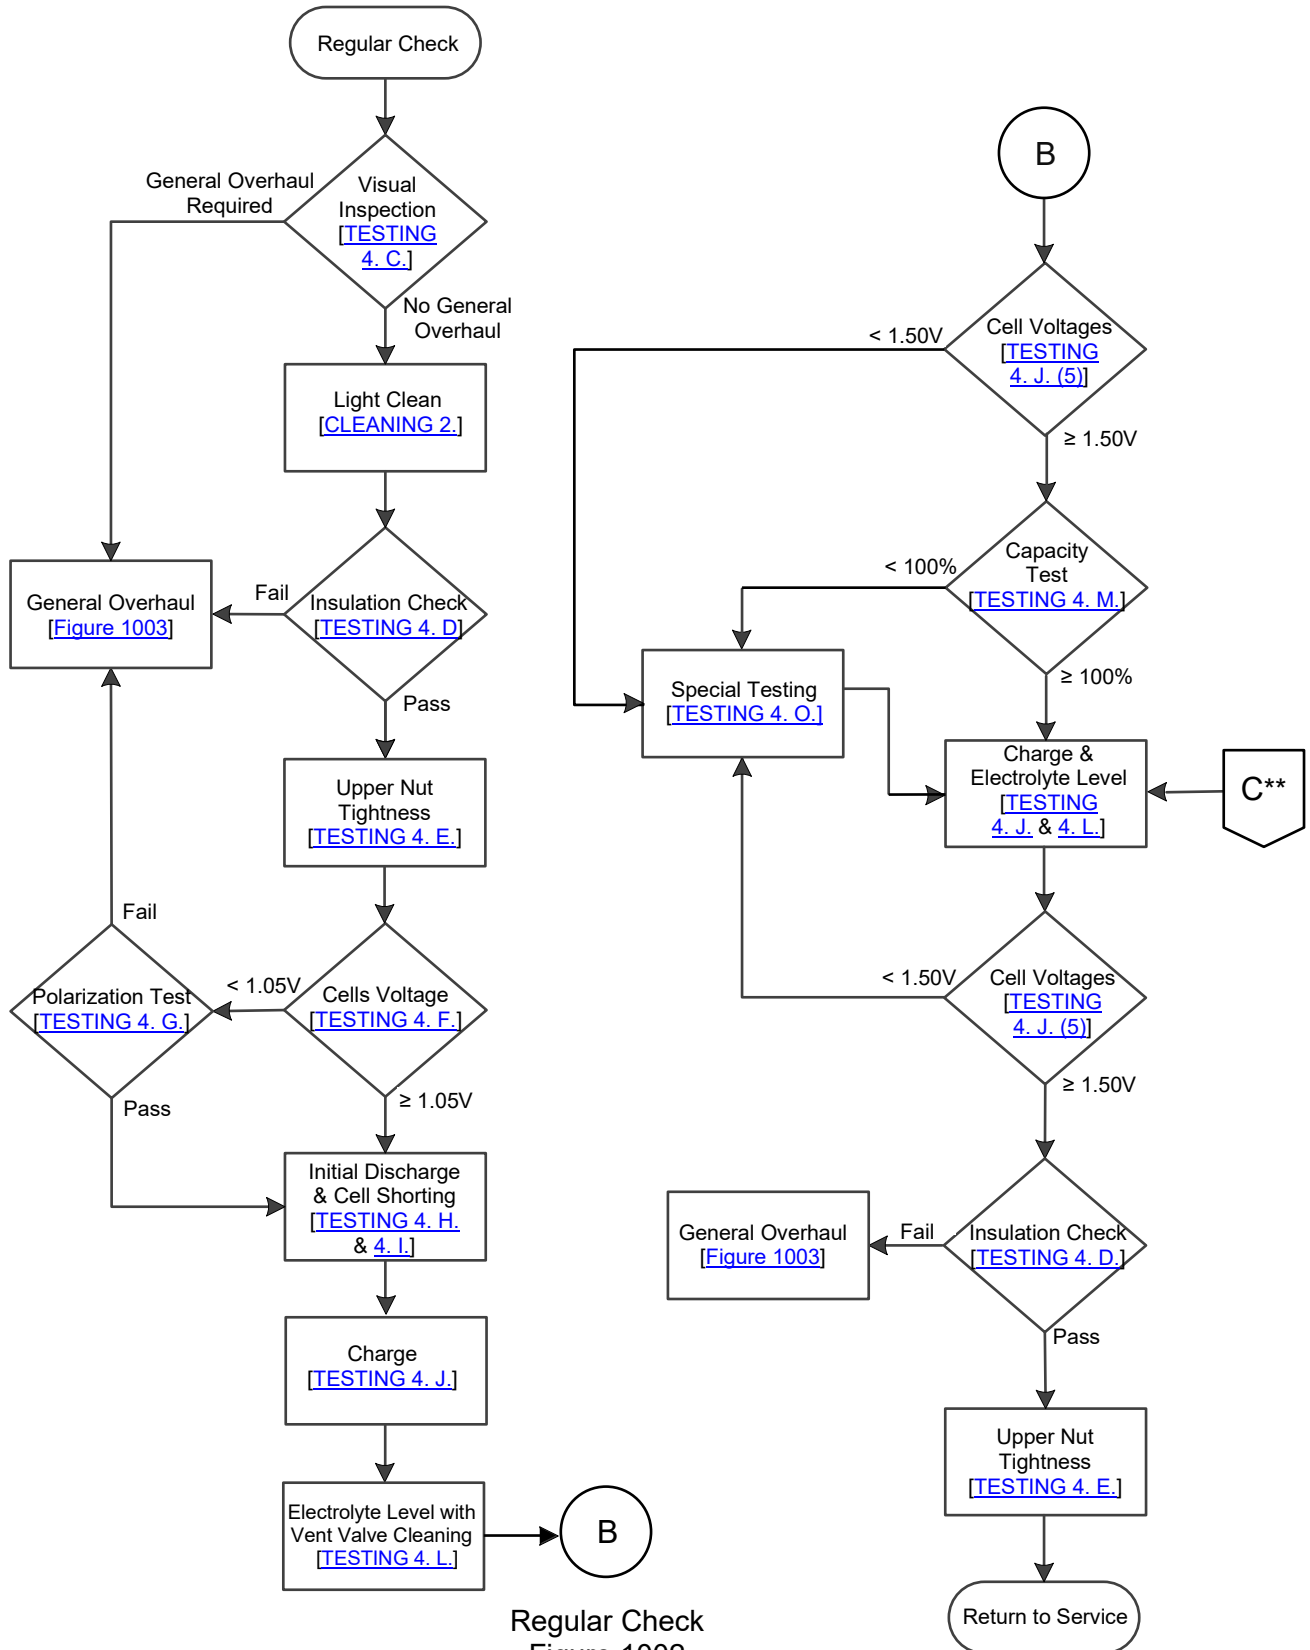 Regular Check
General Overhaul
Required
Visual
Inspection
[TESTING
4. C.]
No General
Overhaul
Light Clean
[CLEANING 2.]
General Overhaul
[Figure 1003]
Fail
Insulation Check
[TESTING 4. D]
Pass
Upper Nut
Tightness
[TESTING 4. E.]
Fail
Polarization Test
[TESTING 4. G.]
< 1.05V
Cells Voltage
[TESTING 4. F.]
Pass
≥ 1.05V
Initial Discharge
& Cell Shorting
[TESTING 4. H.
& 4. I.]
Charge
[TESTING 4. J.]
Electrolyte Level with
Vent Valve Cleaning
[TESTING 4. L.]
B
B
< 1.50V
Cell Voltages
[TESTING
4. J. (5)]
≥ 1.50V
< 100%
Capacity
Test
[TESTING 4. M.]
≥ 100%
Special Testing
[TESTING 4. O.]
Charge &
Electrolyte Level
[TESTING
4. J. & 4. L.]
C**
< 1.50V
Cell Voltages
[TESTING
4. J. (5)]
≥ 1.50V
General Overhaul
[Figure 1003]
Fail
Insulation Check
[TESTING 4. D.]
Pass
Upper Nut
Tightness
[TESTING 4. E.]
Return to Service
Regular Check
Figure 1002